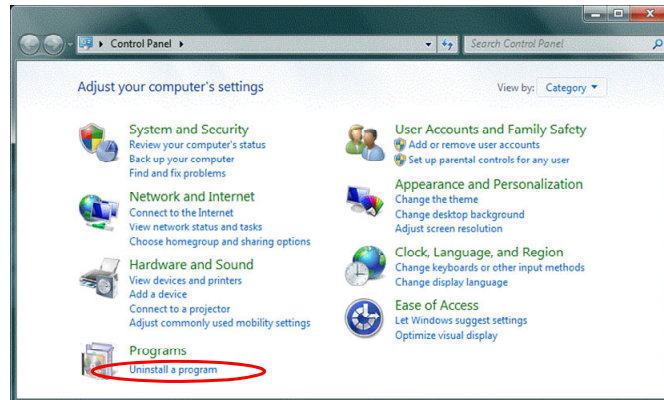 Control Panel
Search Control Panel
Adjust your computer's settings
View by: Category
System and Security
Review your computer's status
Back up your computer
Find and fix problems
Network and Internet
Connect to the Internet
View network status and tasks
Choose homegroup and sharing options
Hardware and Sound
View devices and printers
Add a device
Connect to a projector
Adjust commonly used mobility settings
Programs
Uninstall a program
User Accounts and Family Safety
Add or remove user accounts
Set up parental controls for any user
Appearance and Personalization
Change the theme
Change desktop background
Adjust screen resolution
Clock, Language, and Region
Change keyboards or other input methods
Change display language
Ease of Access
Let Windows suggest settings
Optimize visual display